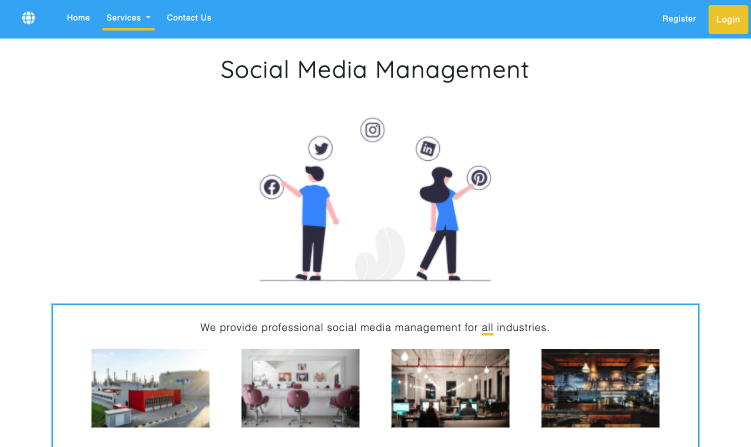 Home
Services
Contact Us
Register
Login
Social Media Management
We provide professional social media management for all industries.